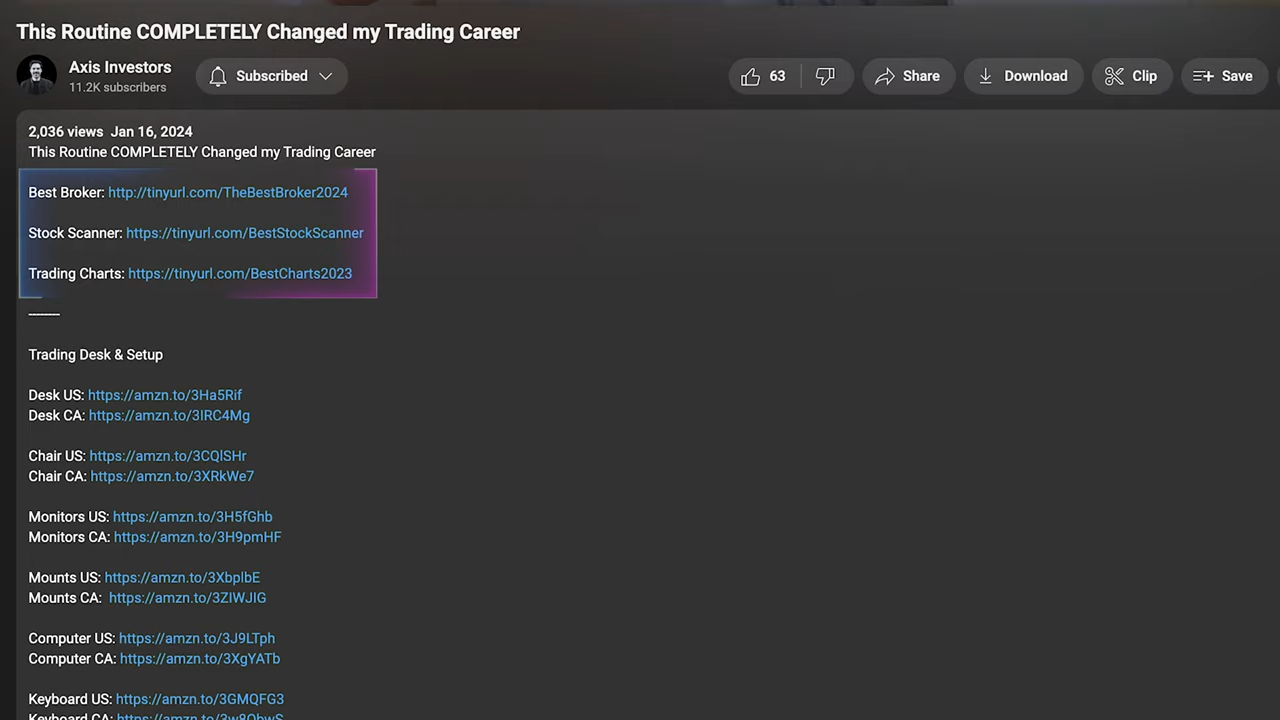 This Routine COMPLETELY Changed my Trading Career
Axis Investors
11.2K subscribers
Subscribed
63
Share
Download
Clip
Save
2,036 views Jan 16, 2024
This Routine COMPLETELY Changed my Trading Career
Best Broker: http://tinyurl.com/TheBestBroker2024
Stock Scanner: https://tinyurl.com/BestStockScanner
Trading Charts: https://tinyurl.com/BestCharts2023
--------
Trading Desk & Setup
Desk US: https://amzn.to/3Ha5Rif
Desk CA: https://amzn.to/3IRC4Mg
Chair US: https://amzn.to/3CQlSHr
Chair CA: https://amzn.to/3XRkWe7
Monitors US: https://amzn.to/3H5fGhb
Monitors CA: https://amzn.to/3H9pmHF
Mounts US: https://amzn.to/3XbplbE
Mounts CA: https://amzn.to/3ZIWJIG
Computer US: https://amzn.to/3J9LTph
Computer CA: https://amzn.to/3XgYATb
Keyboard US: https://amzn.to/3GMQFG3
Keyboard CA: https://amzn.to/3w8QbwS